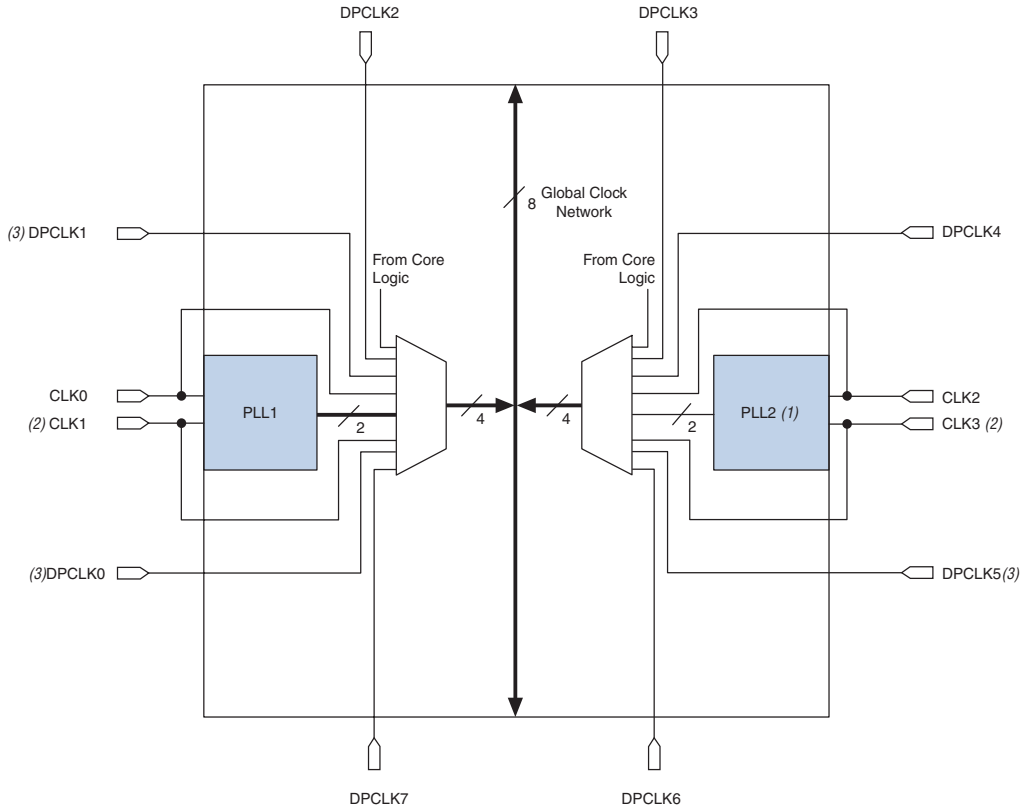 DPCLK2
DPCLK3
8
Global Clock
Network
(3) DPCLK1
DPCLK4
From Core
Logic
From Core
Logic
CLK0
PLL1
2
4
4
2
PLL2 (1)
CLK2
(2) CLK1
CLK3 (2)
(3)DPCLK0
DPCLK5(3)
DPCLK7
DPCLK6